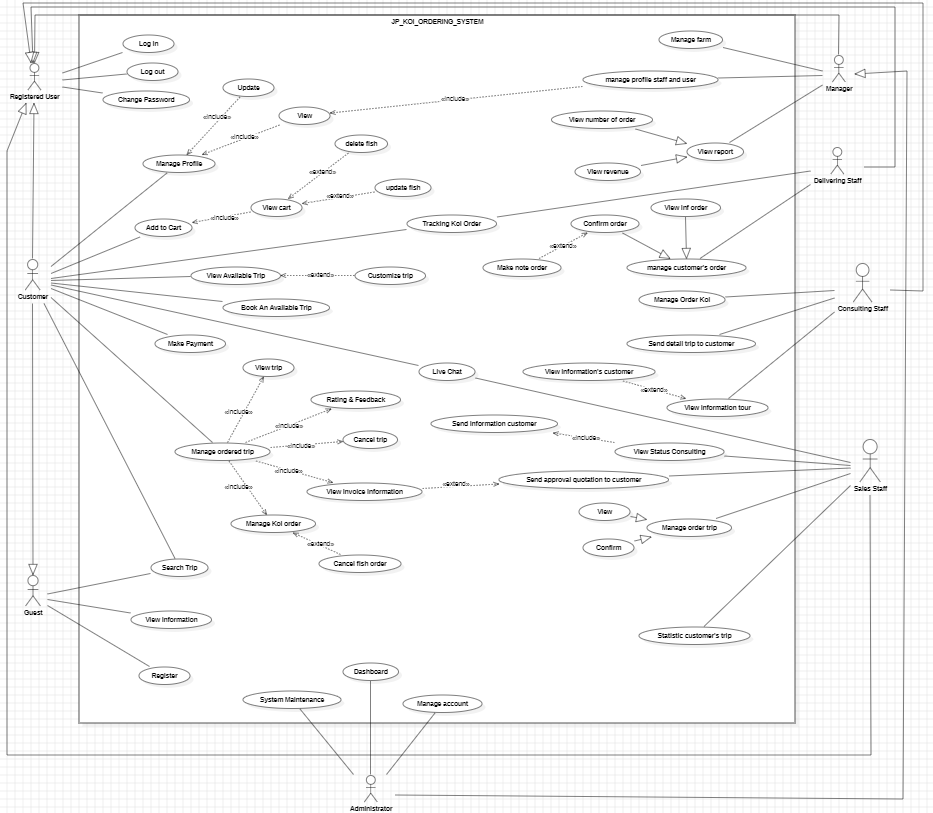 JP_KOI_ORDERING_SYSTEM
Log in
Manage farm
Log out
manage profile staff and user
Registered User
Manager
Update
Change Password
«include»
View
«include»
View number of order
«include»
delete fish
View report
Manage Profile
«extend»
View revenue
Delivering Staff
update fish
«extend»
View cart
View inf order
«include»
Add to Cart
Tracking Koi Order
Confirm order
«extend»
Make note order
manage customer's order
View Available Trip
«extend»
Customize trip
Customer
Manage Order Koi
Book An Available Trip
Consulting Staff
Make Payment
Send detail trip to customer
View trip
Live Chat
View information's customer
«extend»
Rating & Feedback
View information tour
«include»
«include»
Send information customer
Cancel trip
«include»
«include»
Manage ordered trip
View Status Consulting
«include»
Send approval quotation to customer
«include»
«extend»
View Invoice Information
Sales Staff
View
Manage Koi order
Manage order trip
«extend»
Confirm
Cancel fish order
Search Trip
Guest
View Information
Statistic customer's trip
Register
Dashboard
System Maintenance
Manage account
Administrator